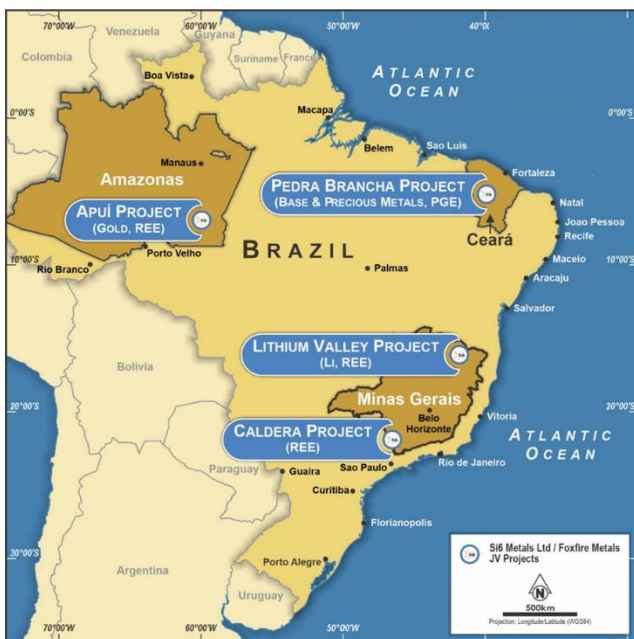 70°00'W 60°00'W 50°00'W 40°00'
Venezuela
Guyana
Colombia
Suriname France
ATLANTIC
OCEAN
Boa Vista
Macapa
0°00'S 0°00'S
Belem
Sao Luis
Manaus
Fortaleza
Amazonas
PEDRA BRANCHA PROJECT
(BASE & PRECIOUS METALS, PGE)
APUÍ PROJECT
(GOLD, REE)
Natal
Joao Pessoa
Recife
Ceará
BRAZIL
Porto Velho
Maceio
Rio Branco
10°00'S 10°00'S
Palmas
Aracaju
Salvador
LITHIUM VALLEY PROJECT
(LI, REE)
Bolivia
Minas Gerais
20°00'S 20°00'S
Belo
Horizonte
Vitoria
CALDERA PROJECT
(REE)
ATLANTIC
OCEAN
Rio de Janeiro
Sao Paulo
Paraguay
Guaira
Curitiba
Florianopolis
30°00'S
Porto Alegre
Argentina
Uruguay
Si6 Metals Ltd / Foxfire Metals
JV Projects
N
500km
Projection: Longitude/Latitude (WGS84)
70°00'W 60°00'W 50°00'W